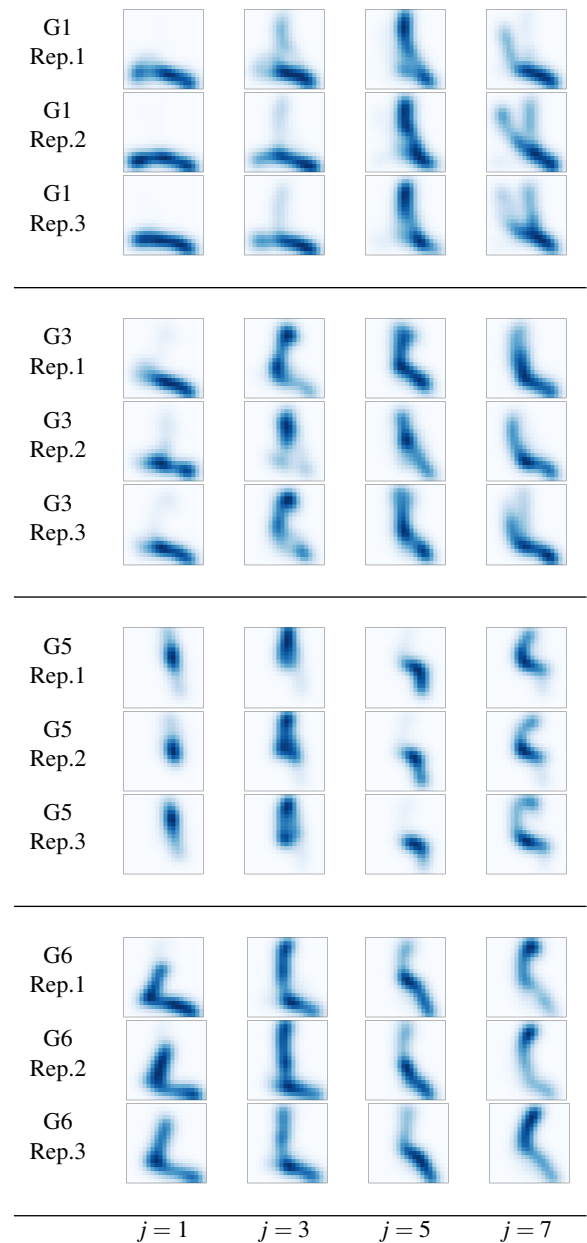 G1
Rep.1
G1
Rep.2
G1
Rep.3
G3
Rep.1
G3
Rep.2
G3
Rep.3
G5
Rep.1
G5
Rep.2
G5
Rep.3
G6
Rep.1
G6
Rep.2
G6
Rep.3
j = 1 j = 3 j = 5 j = 7